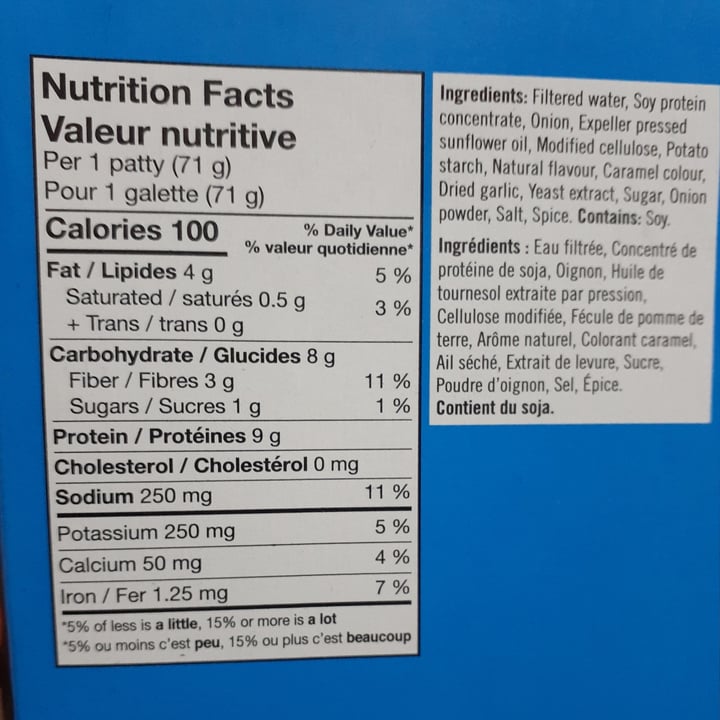 Nutrition Facts
Valeur nutritive
Per 1 patty (71 g)
Pour 1 galette (71 g)
Calories 100
% Daily Value*
% valeur quotidienne*
Fat / Lipides 4 g 5 %
Saturated / saturés 0.5 g
+ Trans / trans 0 g 3 %
Carbohydrate / Glucides 8 g
Fiber / Fibres 3 g 11 %
Sugars / Sucres 1 g 1 %
Protein / Protéines 9 g
Cholesterol / Cholestérol 0 mg
Sodium 250 mg 11 %
Potassium 250 mg 5 %
Calcium 50 mg 4 %
Iron / Fer 1.25 mg 7 %
*5% of less is a little, 15% or more is a lot
*5% ou moins c'est peu, 15% ou plus c'est beaucoup
Ingredients: Filtered water, Soy protein
concentrate, Onion, Expeller pressed
sunflower oil, Modified cellulose, Potato
starch, Natural flavour, Caramel colour,
Dried garlic, Yeast extract, Sugar, Onion
powder, Salt, Spice. Contains: Soy.
Ingrédients : Eau filtrée, Concentré de
protéine de soja, Oignon, Huile de
tournesol extraite par pression,
Cellulose modifiée, Fécule de pomme de
terre, Arôme naturel, Colorant caramel,
Ail séché, Extrait de levure, Sucre,
Poudre d'oignon, Sel, Épice.
Contient du soja.